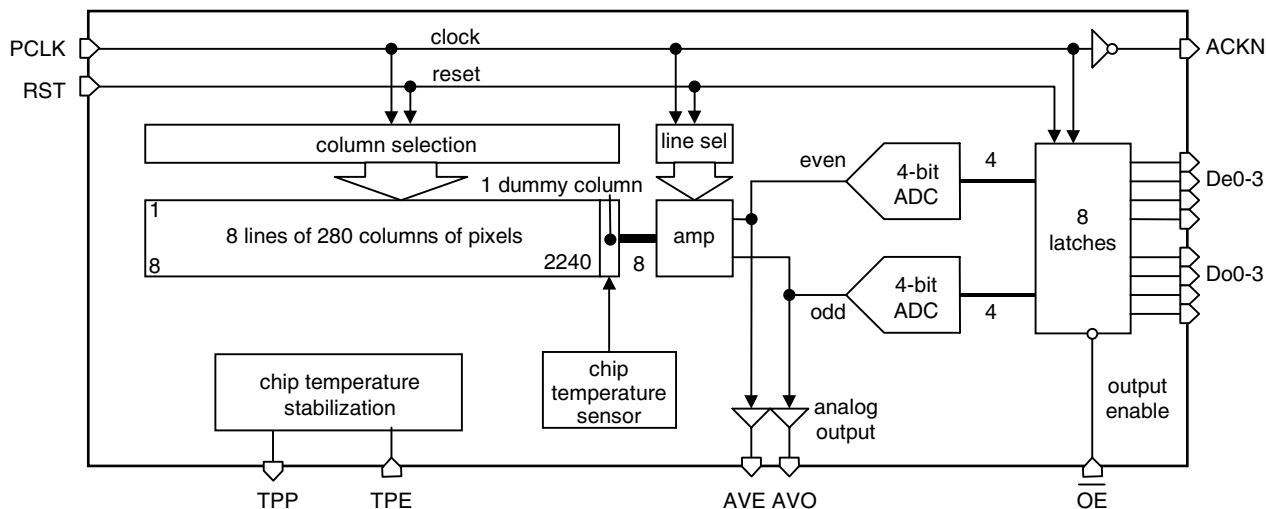 PCLK
clock
ACKN
RST
reset
column selection
line sel
even
4-bit
ADC
4
De0-3
1 dummy column
1
8 lines of 280 columns of pixels
8
2240
8
amp
8
latches
odd
4-bit
ADC
4
Do0-3
chip temperature
stabilization
chip
temperature
sensor
analog
output
output
enable
TPP
TPE
AVE AVO
OE